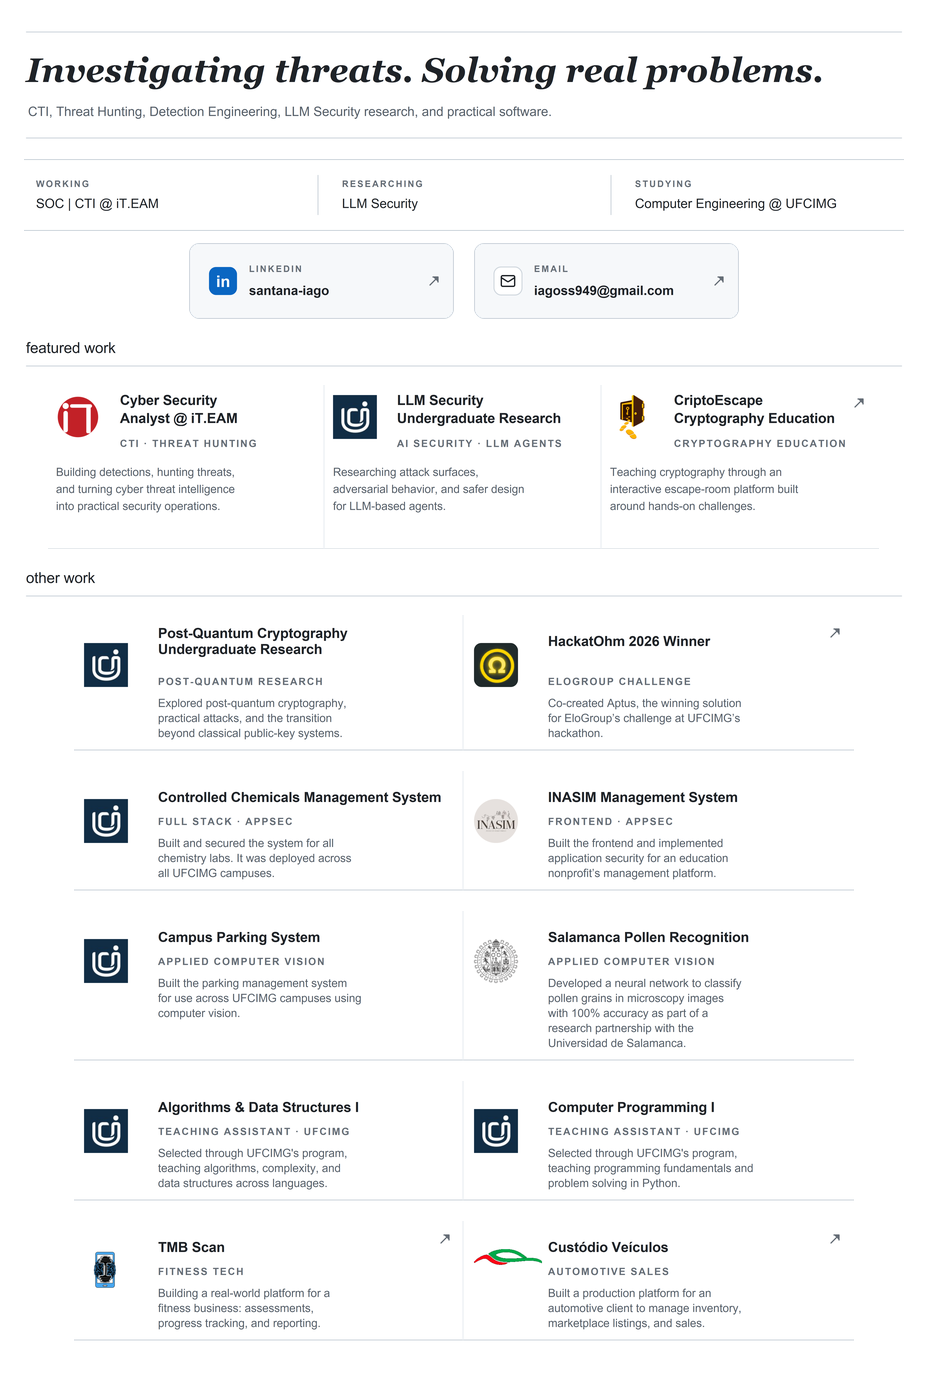 Investigating threats. Solving real problems.
CTI, Threat Hunting, Detection Engineering, LLM Security research, and practical software.
WORKING
SOC | CTI @ iT.EAM
RESEARCHING
LLM Security
STUDYING
Computer Engineering @ UFCIMG
in
LINKEDIN
santana-iago
EMAIL
iagoss949@gmail.com
featured work
iT
Cyber Security
Analyst @ iT.EAM
CTI · THREAT HUNTING
Building detections, hunting threats,
and turning cyber threat intelligence
into practical security operations.
LLM Security
Undergraduate Research
AI SECURITY · LLM AGENTS
Researching attack surfaces,
adversarial behavior, and safer design
for LLM-based agents.
CriptoEscape
Cryptography Education
CRYPTOGRAPHY EDUCATION
Teaching cryptography through an
interactive escape-room platform built
around hands-on challenges.
other work
Post-Quantum Cryptography
Undergraduate Research
POST-QUANTUM RESEARCH
Explored post-quantum cryptography,
practical attacks, and the transition
beyond classical public-key systems.
Ω
HackatOhm 2026 Winner
ELOGROUP CHALLENGE
Co-created Aptus, the winning solution
for EloGroup's challenge at UFCIMG's
hackathon.
Controlled Chemicals Management System
FULL STACK · APPSEC
Built and secured the system for all
chemistry labs. It was deployed across
all UFCIMG campuses.
INASIM
INASIM Management System
FRONTEND · APPSEC
Built the frontend and implemented
application security for an education
nonprofit's management platform.
Campus Parking System
APPLIED COMPUTER VISION
Built the parking management system
for use across UFCIMG campuses using
computer vision.
Salamanca Pollen Recognition
APPLIED COMPUTER VISION
Developed a neural network to classify
pollen grains in microscopy images
with 100% accuracy as part of a
research partnership with the
Universidad de Salamanca.
Algorithms & Data Structures I
TEACHING ASSISTANT · UFCIMG
Selected through UFCIMG's program,
teaching algorithms, complexity, and
data structures across languages.
Computer Programming I
TEACHING ASSISTANT · UFCIMG
Selected through UFCIMG's program,
teaching programming fundamentals and
problem solving in Python.
TMB Scan
FITNESS TECH
Building a real-world platform for a
fitness business: assessments,
progress tracking, and reporting.
Custódio Veículos
AUTOMOTIVE SALES
Built a production platform for an
automotive client to manage inventory,
marketplace listings, and sales.